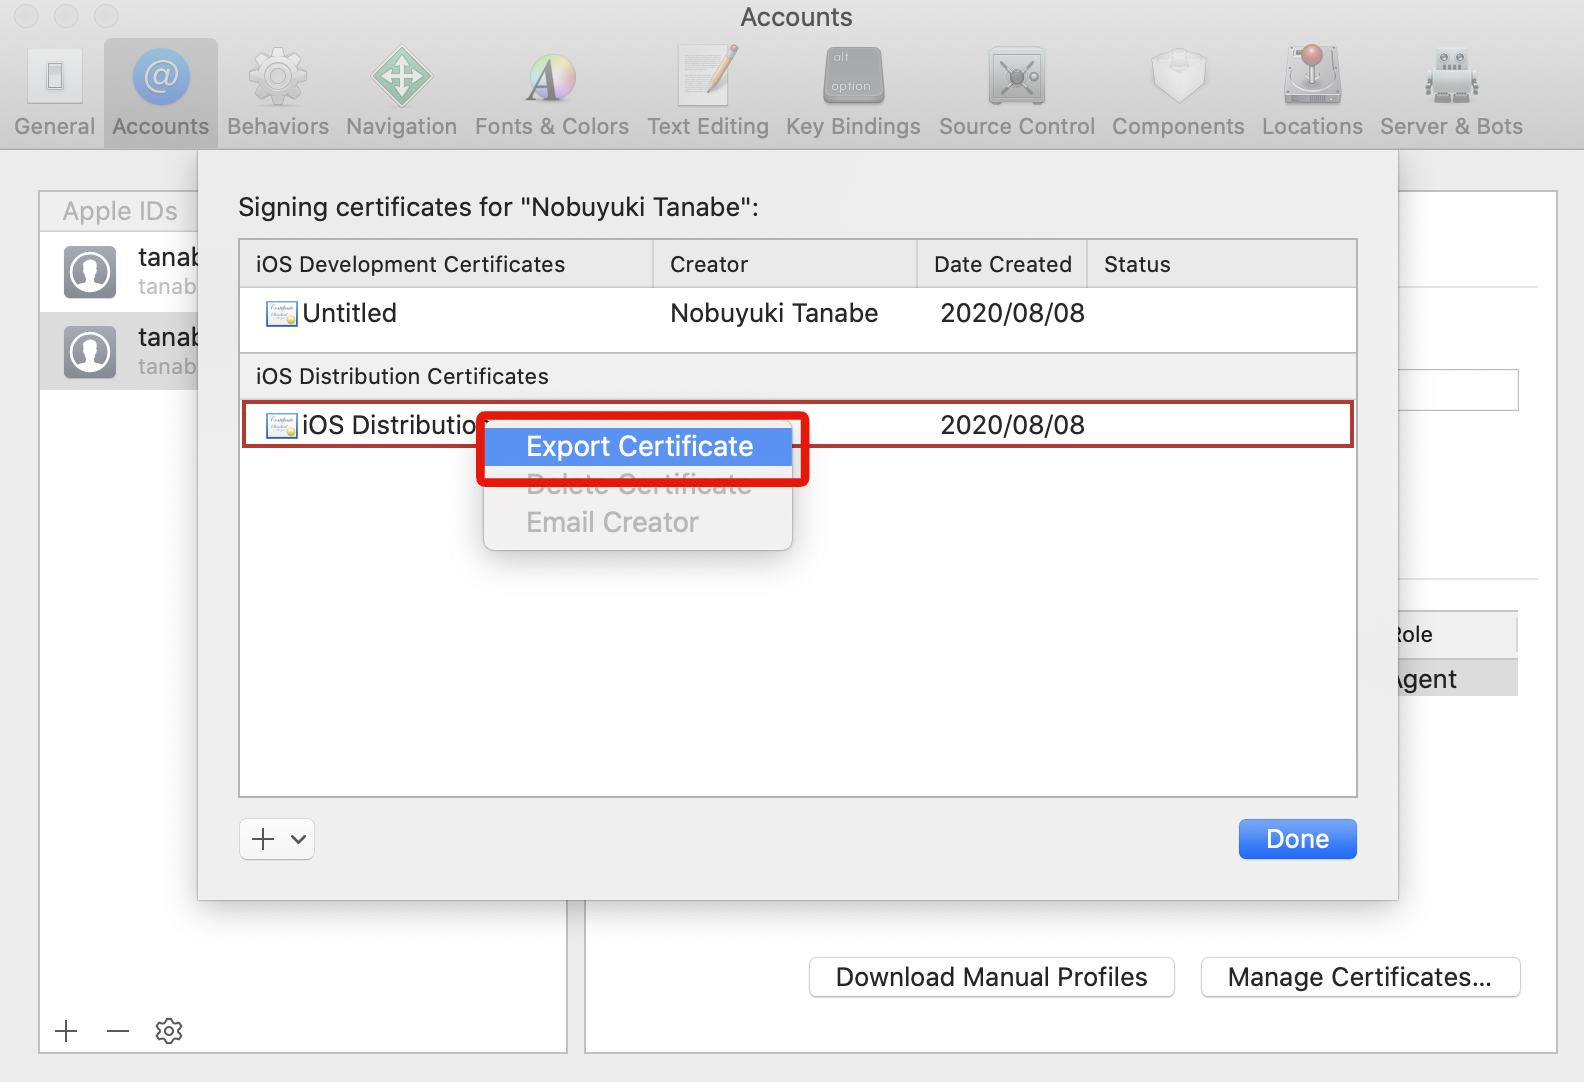 Accounts
General
Accounts
Behaviors
Navigation
Fonts & Colors
Text Editing
alt
option
Key Bindings
Source Control
Components
Locations
Server & Bots
Apple IDs
tanab
tanab
tanab
tanab
Signing certificates for "Nobuyuki Tanabe":
iOS Development Certificates Creator Date Created Status
Untitled Nobuyuki Tanabe 2020/08/08
iOS Distribution Certificates
iOS Distribution 2020/08/08
Export Certificate
Delete Certificate
Email Creator
Role
Agent
Done
Download Manual Profiles
Manage Certificates...